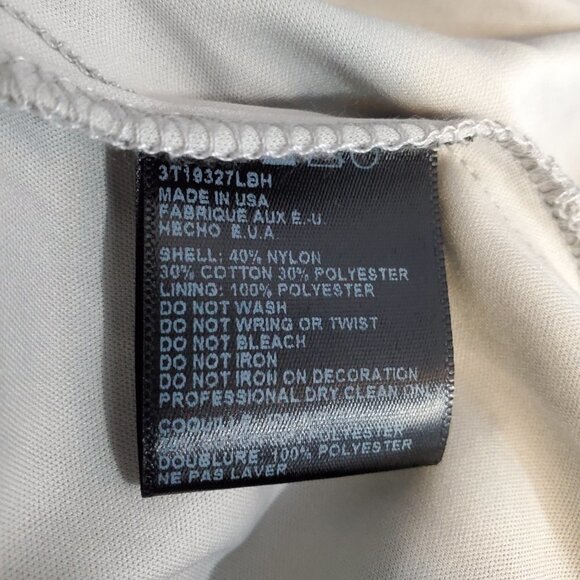 3T19327LBH
MADE IN USA
FABRIQUE AUX E.-U.
HECHO E.U.A
SHELL: 40% NYLON
30% COTTON 30% POLYESTER
LINING: 100% POLYESTER
DO NOT WASH
DO NOT WRING OR TWIST
DO NOT BLEACH
DO NOT IRON
DO NOT IRON ON DECORATION
PROFESSIONAL DRY CLEAN
COQUILLE:
POLYESTER
DOUBLURE: 100% POLYESTER
NE PAS LAVER